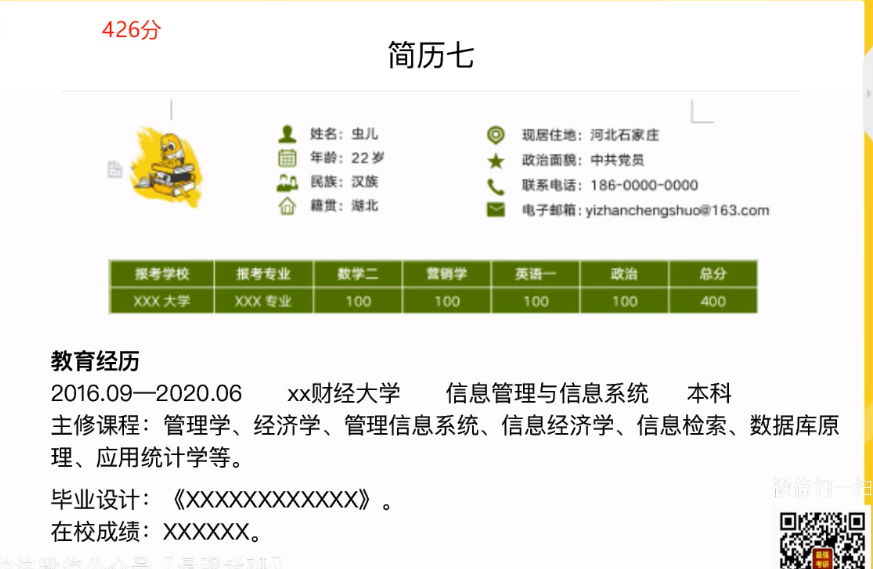 426分
简历七
姓名：虫儿
年龄：22岁
民族：汉族
籍贯：湖北
现居住地：河北石家庄
政治面貌：中共党员
联系电话：186-0000-0000
电子邮箱：yizhanchengshuo@163.com
报考学校 报考专业 数学二 营销学 英语一 政治 总分
XXX 大学 XXX 专业 100 100 100 100 400
教育经历
2016.09—2020.06 xx财经大学 信息管理与信息系统 本科
主修课程：管理学、经济学、管理信息系统、信息经济学、信息检索、数据库原
理、应用统计学等。
毕业设计：《XXXXXXXXXXXX》。
在校成绩：XXXXXX。
微信扫一扫